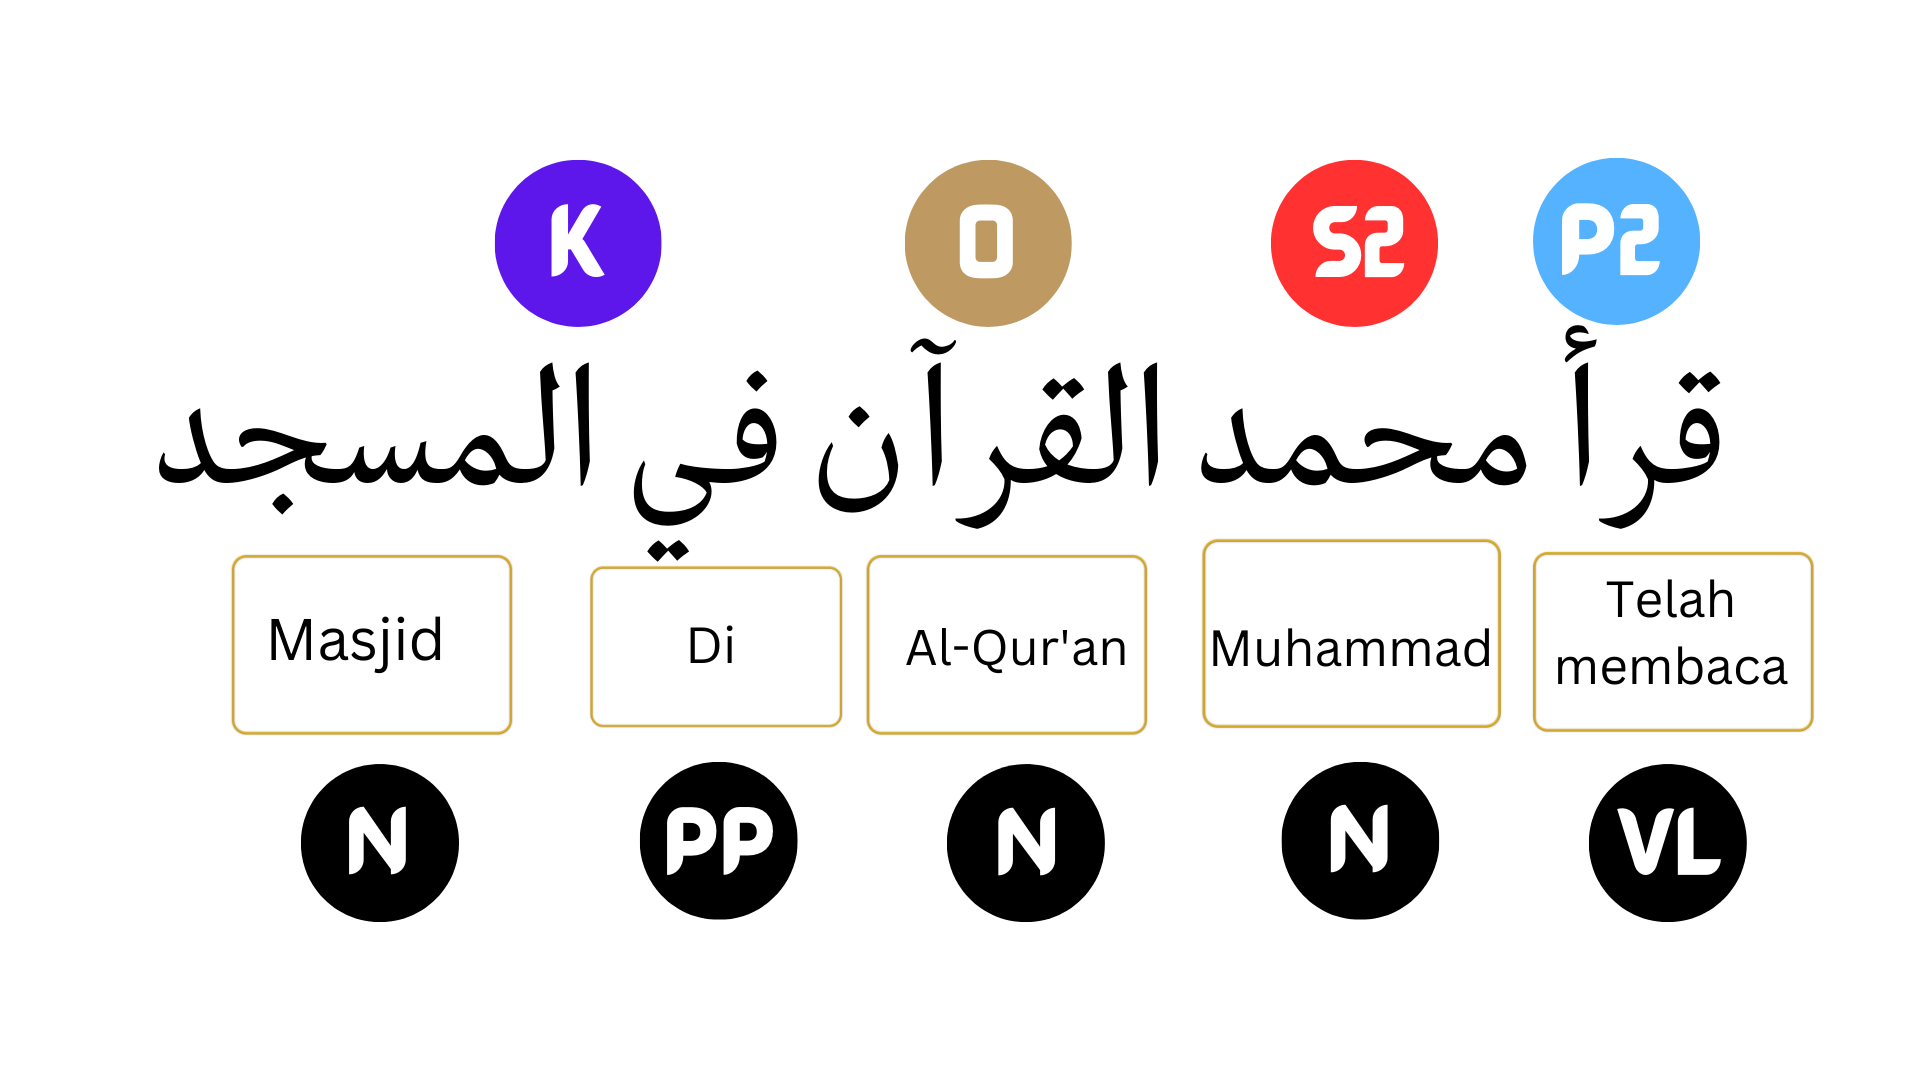 K O S2 P2
قرأ محمد القرآن في المسجد
Masjid
Di
Al-Qur'an
Muhammad
Telah
membaca
N PP N N VL